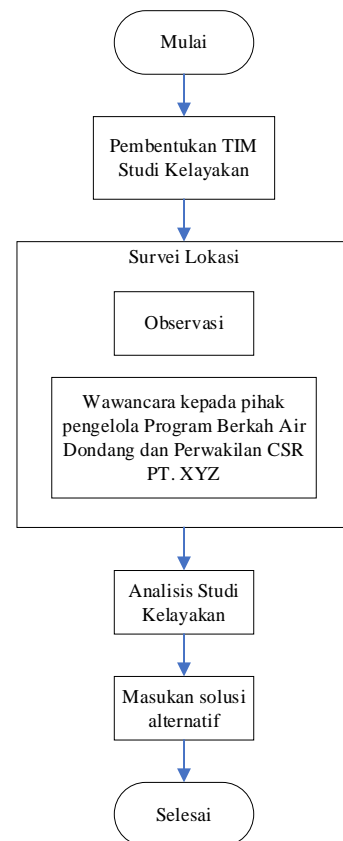 Mulai
Pembentukan TIM
Studi Kelayakan
Survei Lokasi
Observasi
Wawancara kepada pihak
pengelola Program Berkah Air
Dondang dan Perwakilan CSR
PT. XYZ
Analisis Studi
Kelayakan
Masukan solusi
alternatif
Selesai